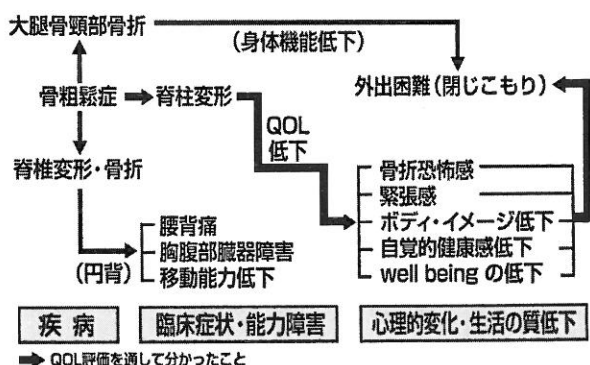 大腿骨頸部骨折
(身体機能低下)
外出困難(閉じこもり)
骨粗鬆症
脊柱変形
QOL
低下
脊椎変形・骨折
骨折恐怖感
緊張感
ボディ・イメージ低下
自覚的健康感低下
well being の低下
(円背)
腰背痛
胸腹部臓器障害
移動能力低下
疾病
臨床症状・能力障害
心理的変化・生活の質低下
➡ QOL評価を通して分かったこと